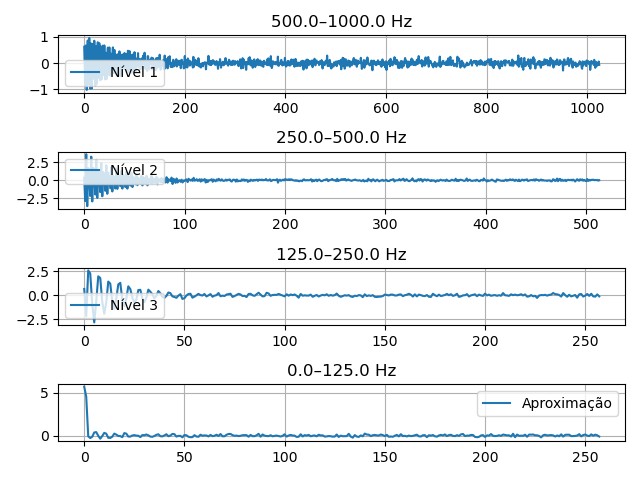 500.0–1000.0 Hz
1
0
−1
Nível 1
0 200 400 600 800 1000
250.0–500.0 Hz
2.5
0.0
−2.5
Nível 2
0 100 200 300 400 500
125.0–250.0 Hz
2.5
0.0
−2.5
Nível 3
0 50 100 150 200 250
0.0–125.0 Hz
5
0
Aproximação
0 50 100 150 200 250